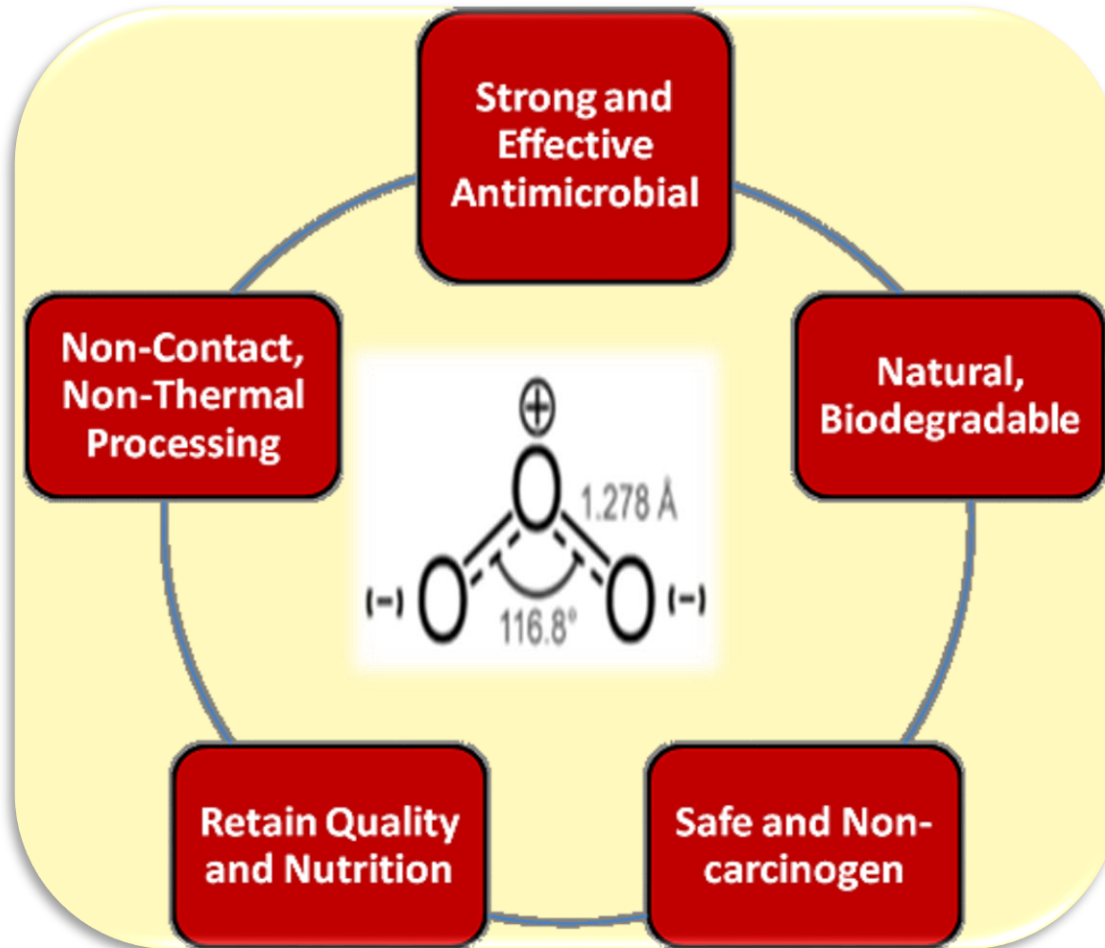 Strong and
Effective
Antimicrobial
Non-Contact,
Non-Thermal
Processing
Natural,
Biodegradable
+
O
1.278 Å
(-) O O (-)
116.8°
Retain Quality
and Nutrition
Safe and Non-
carcinogen